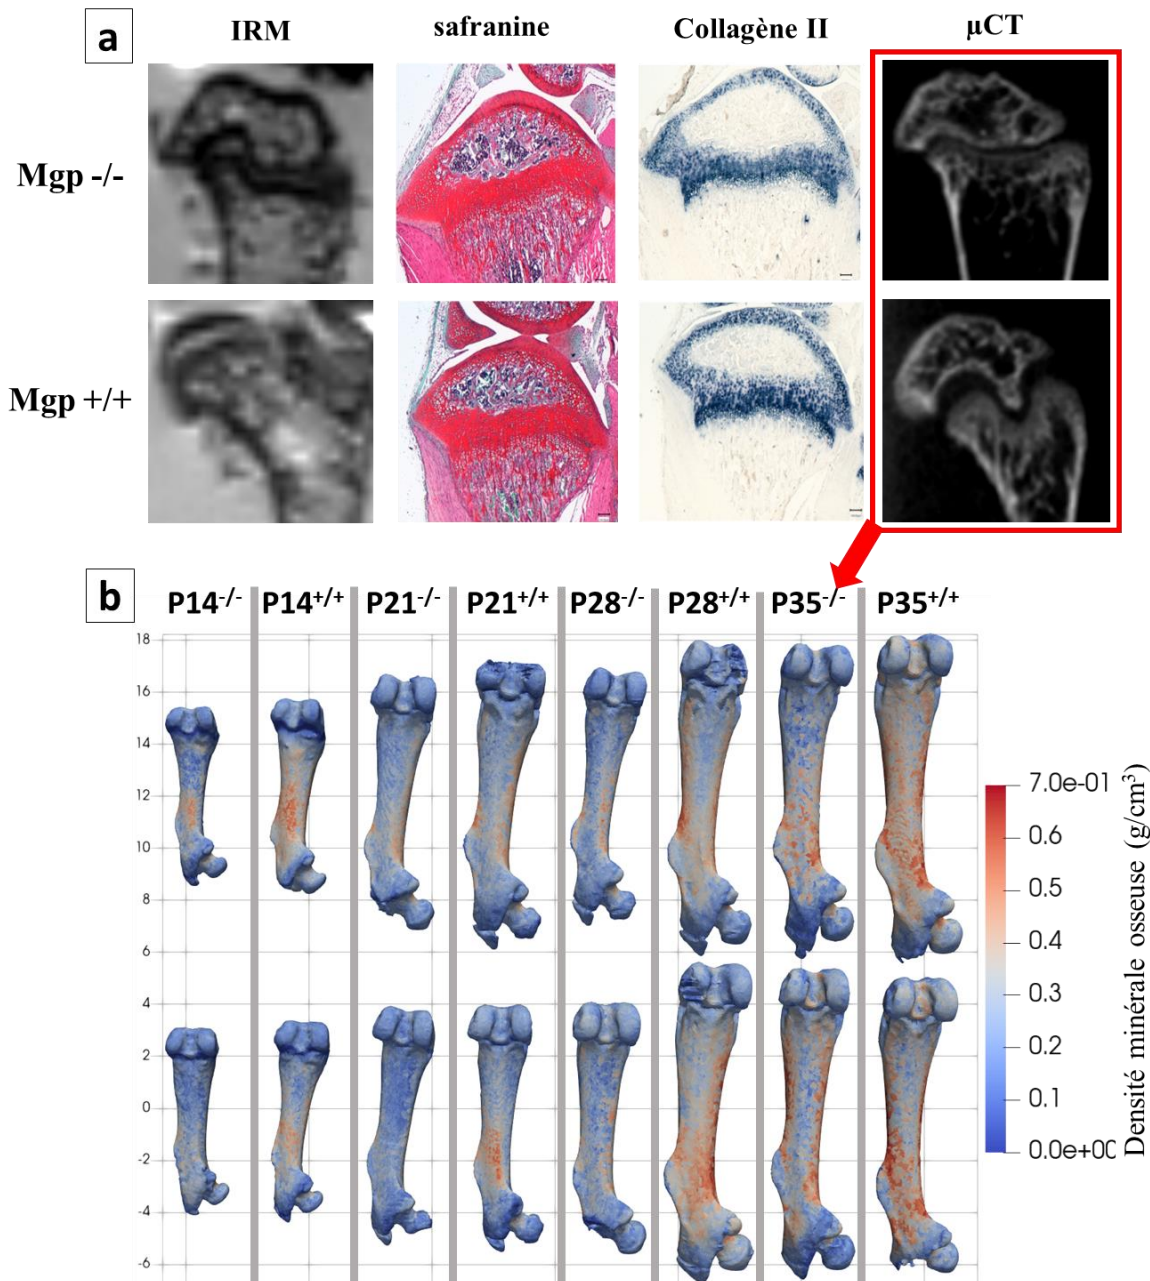 a
IRM
safranine
Collagène II
µCT
Mgp -/-
Mgp +/+
b
P14-/-
P14+/+
P21-/-
P21+/+
P28-/-
P28+/+
P35-/-
P35+/+
18
16
14
12
10
8
6
4
2
0
-2
-4
-6
7.0e-01
0.6
0.5
0.4
0.3
0.2
0.1
0.0e+00
Densité minérale osseuse (g/cm³)